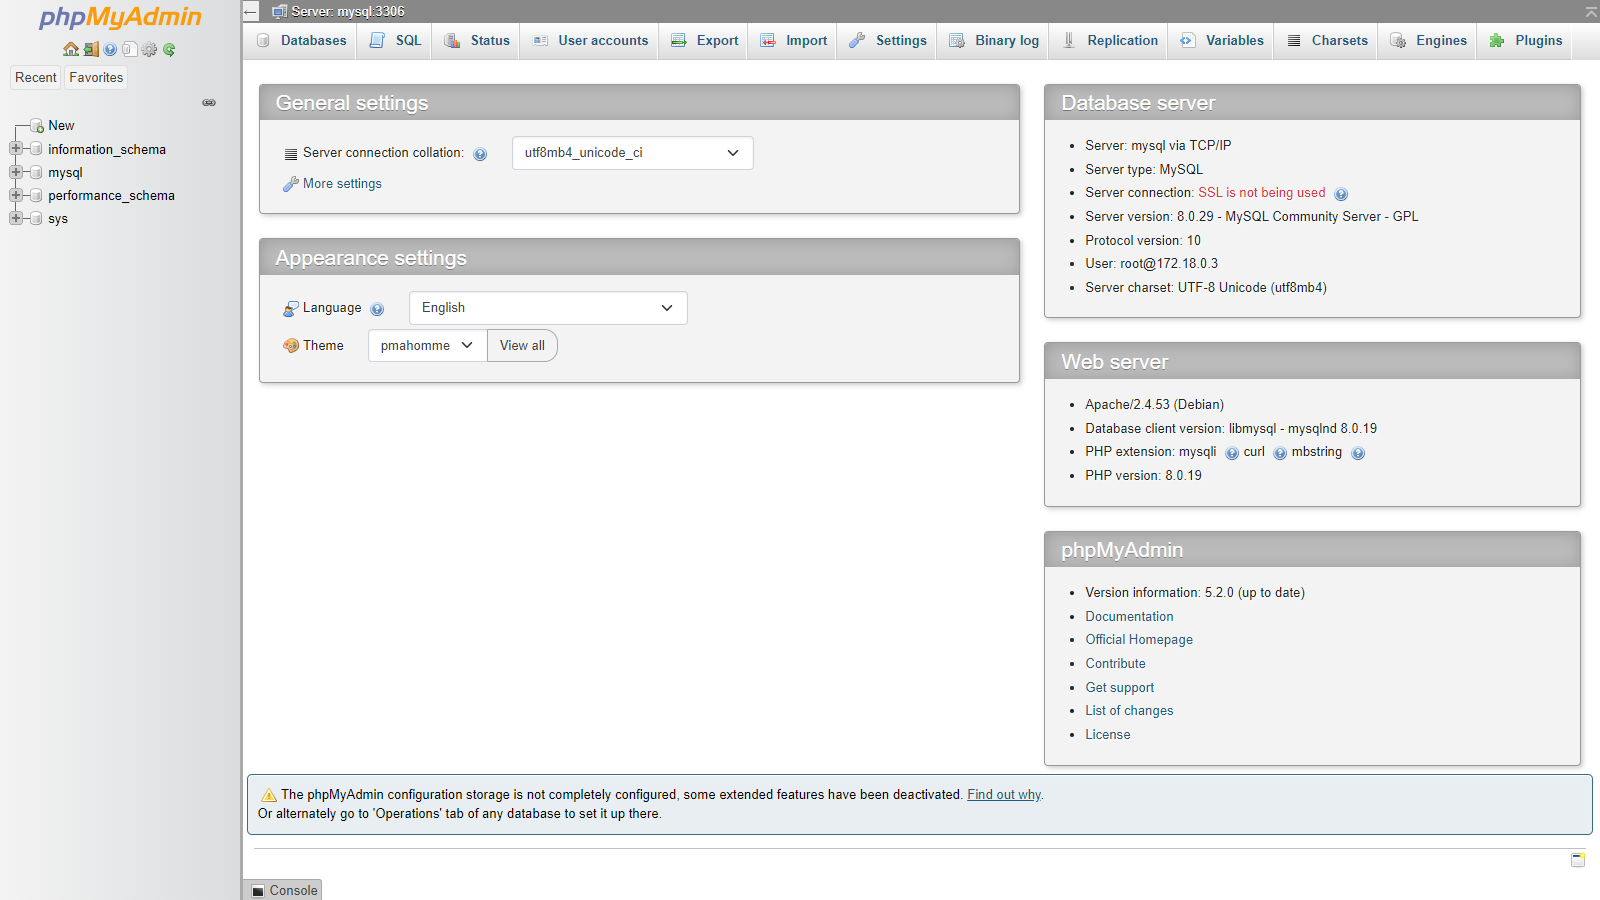 phpMyAdmin
Recent
Favorites
New
information_schema
mysql
performance_schema
sys
Server: mysql:3306
Databases
SQL
Status
User accounts
Export
Import
Settings
Binary log
Replication
Variables
Charsets
Engines
Plugins
General settings
Server connection collation:
utf8mb4_unicode_ci
More settings
Appearance settings
Language
English
Theme
pmahomme
View all
Database server
Server: mysql via TCP/IP
Server type: MySQL
Server connection: SSL is not being used
Server version: 8.0.29 - MySQL Community Server - GPL
Protocol version: 10
User: root@172.18.0.3
Server charset: UTF-8 Unicode (utf8mb4)
Web server
Apache/2.4.53 (Debian)
Database client version: libmysql - mysqlnd 8.0.19
PHP extension: mysqli curl mbstring
PHP version: 8.0.19
phpMyAdmin
Version information: 5.2.0 (up to date)
Documentation
Official Homepage
Contribute
Get support
List of changes
License
The phpMyAdmin configuration storage is not completely configured, some extended features have been deactivated. Find out why.
Or alternately go to 'Operations' tab of any database to set it up there.
Console